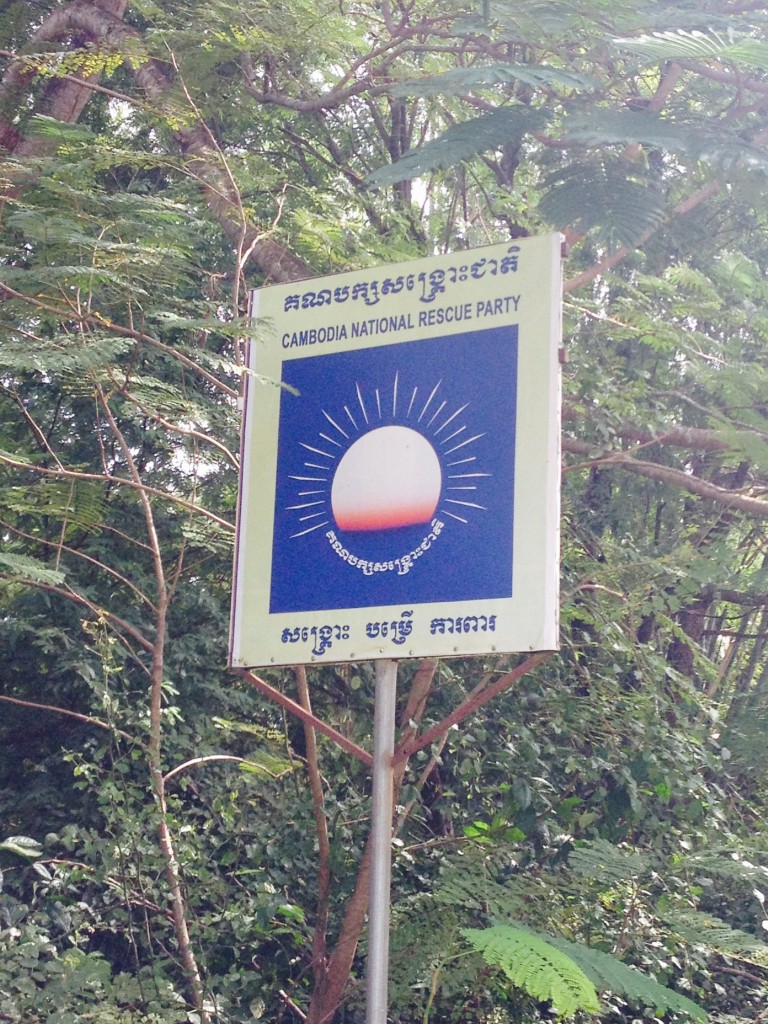 គណបក្សសង្គ្រោះជាតិ
CAMBODIA NATIONAL RESCUE PARTY
គណបក្សសង្គ្រោះជាតិ
សង្គ្រោះ បម្រើ ការពារ